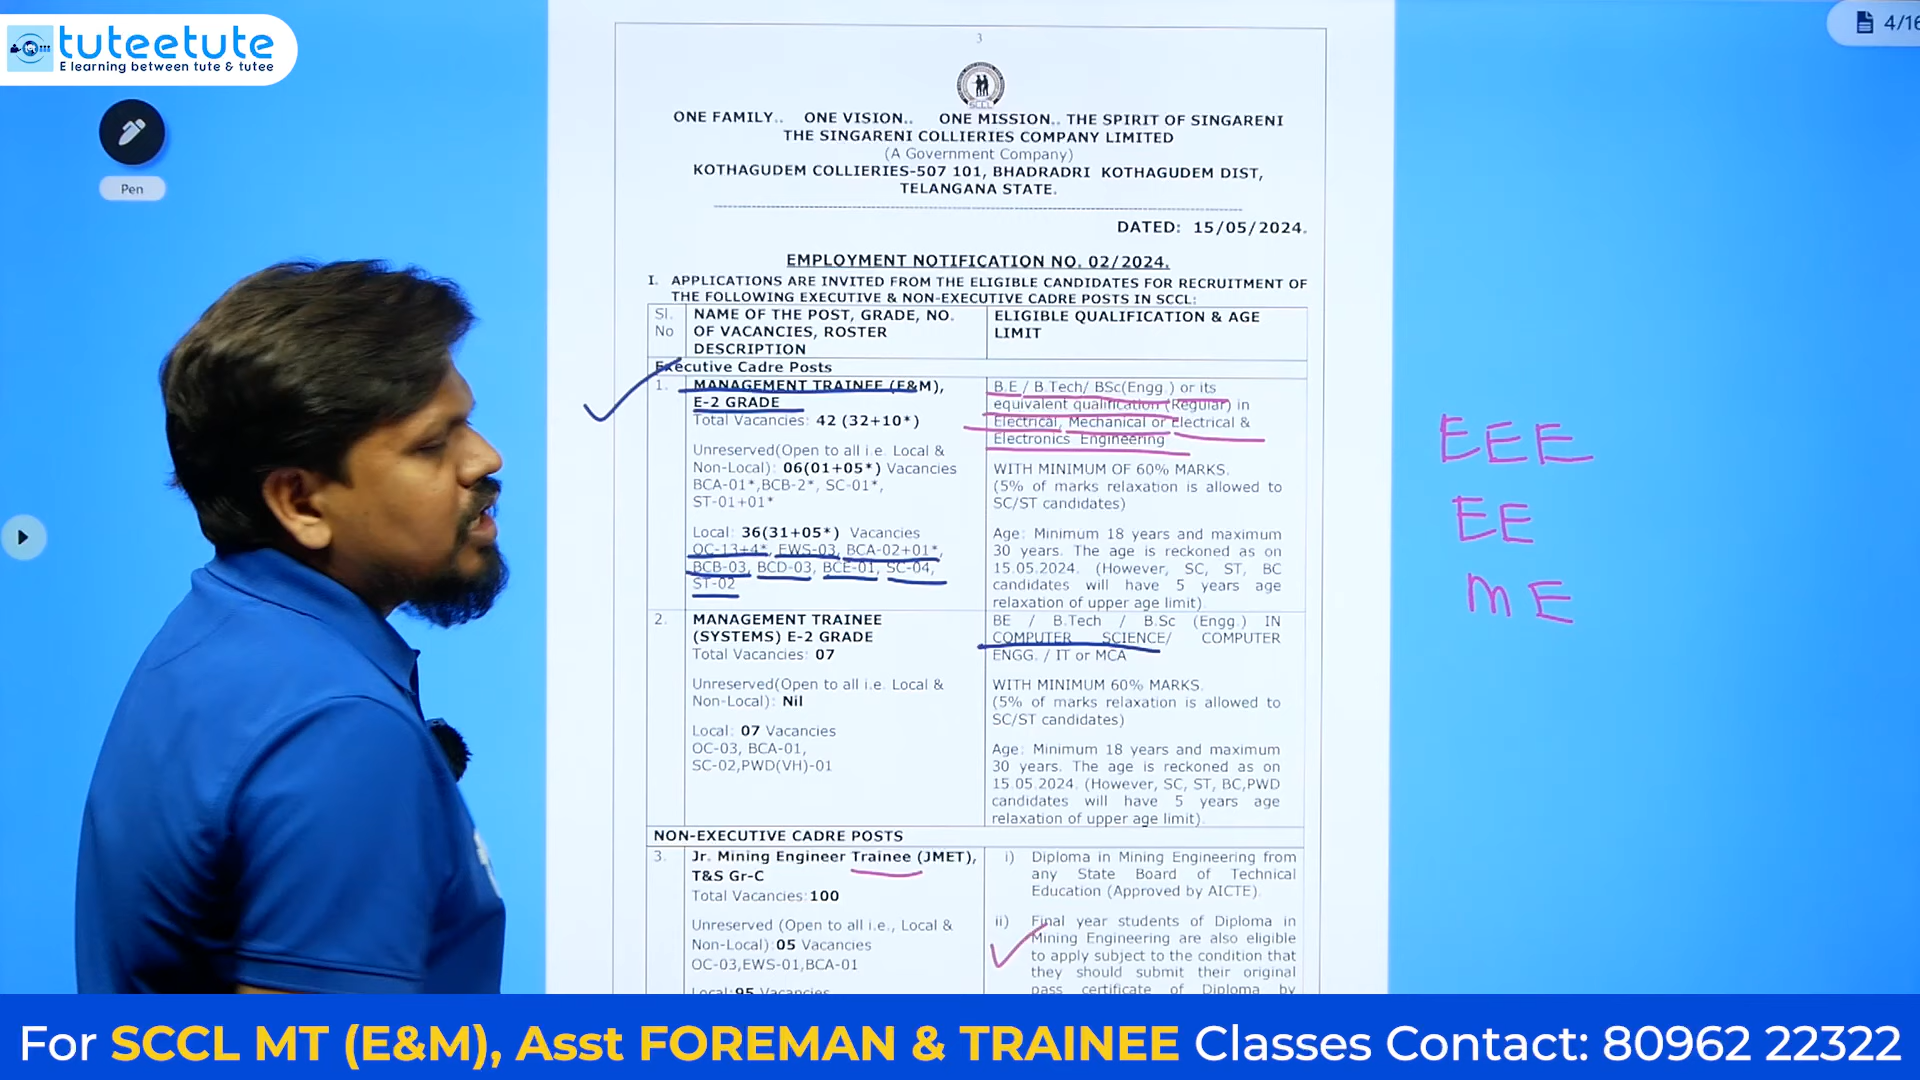 tuteetute
E learning between tute & tutee
4/16
Pen
3
SCCL
ONE FAMILY.. ONE VISION.. ONE MISSION.. THE SPIRIT OF SINGARENI
THE SINGARENI COLLIERIES COMPANY LIMITED
(A Government Company)
KOTHAGUDEM COLLIERIES-507 101, BHADRADRI KOTHAGUDEM DIST,
TELANGANA STATE.
DATED: 15/05/2024.
EMPLOYMENT NOTIFICATION NO. 02/2024.
I. APPLICATIONS ARE INVITED FROM THE ELIGIBLE CANDIDATES FOR RECRUITMENT OF
THE FOLLOWING EXECUTIVE & NON-EXECUTIVE CADRE POSTS IN SCCL:
Sl. No
NAME OF THE POST, GRADE, NO.
OF VACANCIES, ROSTER
DESCRIPTION
ELIGIBLE QUALIFICATION & AGE
LIMIT
Executive Cadre Posts
1.
MANAGEMENT TRAINEE (E&M),
E-2 GRADE
Total Vacancies: 42 (32+10*)
Unreserved(Open to all i.e. Local &
Non-Local): 06(01+05*) Vacancies
BCA-01*,BCB-2*, SC-01*,
ST-01+01*
Local: 36(31+05*) Vacancies
OC-13+4*, EWS-03, BCA-02+01*,
BCB-03, BCD-03, BCE-01, SC-04,
ST-02
B.E/ B.Tech/ BSc(Engg.) or its
equivalent qualification (Regular) in
Electrical, Mechanical or Electrical &
Electronics Engineering
WITH MINIMUM OF 60% MARKS.
(5% of marks relaxation is allowed to
SC/ST candidates)
Age: Minimum 18 years and maximum
30 years. The age is reckoned as on
15.05.2024. (However, SC, ST, BC
candidates will have 5 years age
relaxation of upper age limit).
2.
MANAGEMENT TRAINEE
(SYSTEMS) E-2 GRADE
Total Vacancies: 07
Unreserved(Open to all i.e. Local &
Non-Local): Nil
Local: 07 Vacancies
OC-03, BCA-01,
SC-02,PWD(VH)-01
BE / B.Tech / B.Sc (Engg.) IN
COMPUTER SCIENCE/ COMPUTER
ENGG. / IT or MCA
WITH MINIMUM 60% MARKS.
(5% of marks relaxation is allowed to
SC/ST candidates)
Age: Minimum 18 years and maximum
30 years. The age is reckoned as on
15.05.2024. (However, SC, ST, BC,PWD
candidates will have 5 years age
relaxation of upper age limit).
NON-EXECUTIVE CADRE POSTS
3.
Jr. Mining Engineer Trainee (JMET),
T&S Gr-C
Total Vacancies:100
Unreserved (Open to all i.e., Local &
Non-Local):05 Vacancies
OC-03,EWS-01,BCA-01
Local:95 Vacancies
i) Diploma in Mining Engineering from
any State Board of Technical
Education (Approved by AICTE).
ii) Final year students of Diploma in
Mining Engineering are also eligible
to apply subject to the condition that
they should submit their original
pass certificate of Diploma by
EEE
EE
ME
For SCCL MT (E&M), Asst FOREMAN & TRAINEE Classes Contact: 80962 22322